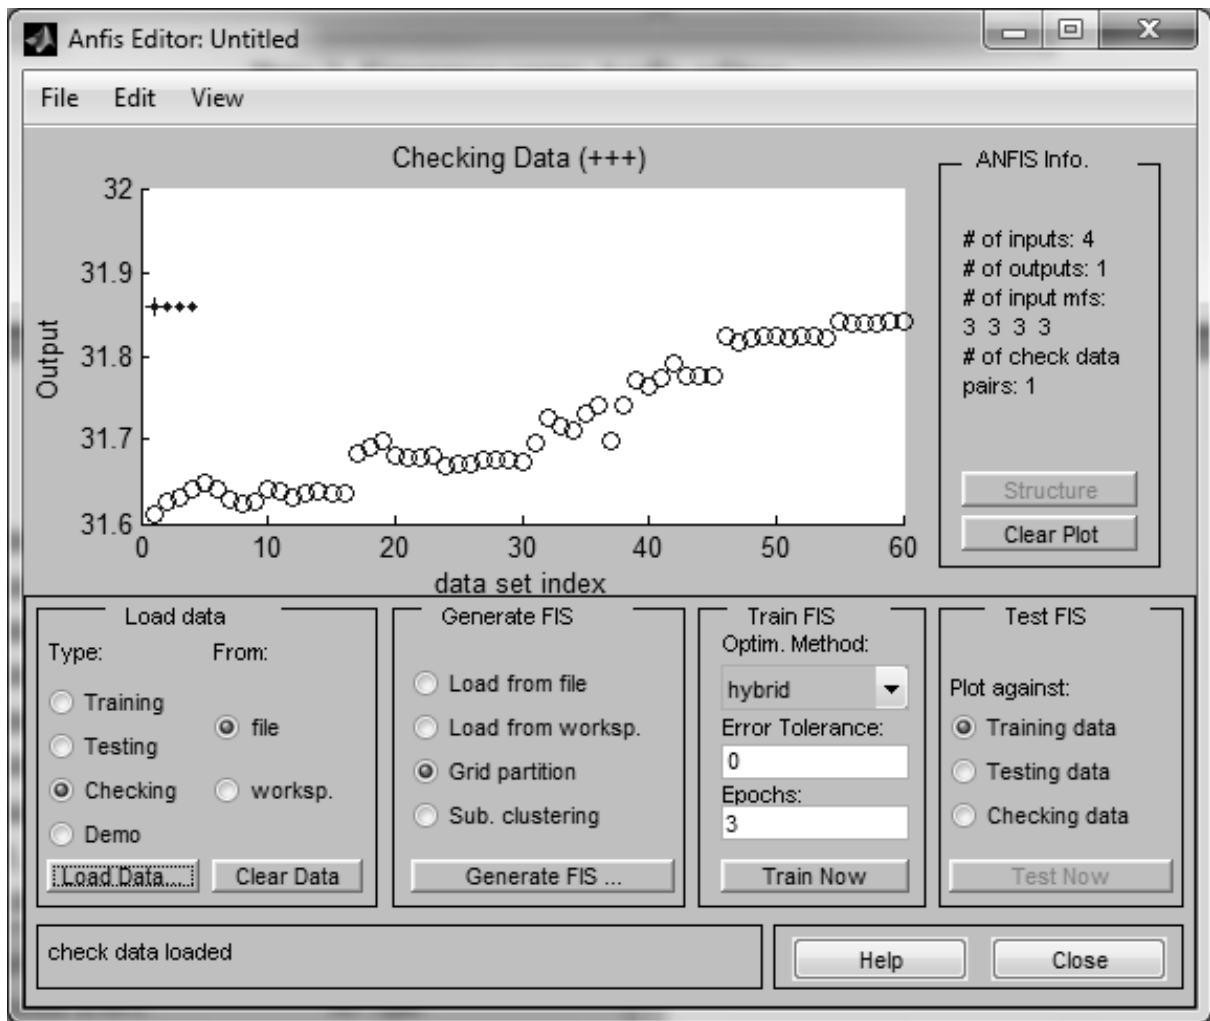 Anfis Editor: Untitled
File Edit View
Checking Data (+++)
32
31.9
31.8
31.7
31.6
Output
0 10 20 30 40 50 60
data set index
ANFIS Info.
# of inputs: 4
# of outputs: 1
# of input mfs:
3 3 3 3
# of check data
pairs: 1
Structure
Clear Plot
Load data
Type: From:
Training
Testing
Checking
Demo
file
worksp.
Load Data... Clear Data
Generate FIS
Load from file
Load from worksp.
Grid partition
Sub. clustering
Generate FIS ...
Train FIS
Optim. Method:
hybrid
Error Tolerance:
0
Epochs:
3
Train Now
Test FIS
Plot against:
Training data
Testing data
Checking data
Test Now
check data loaded
Help Close